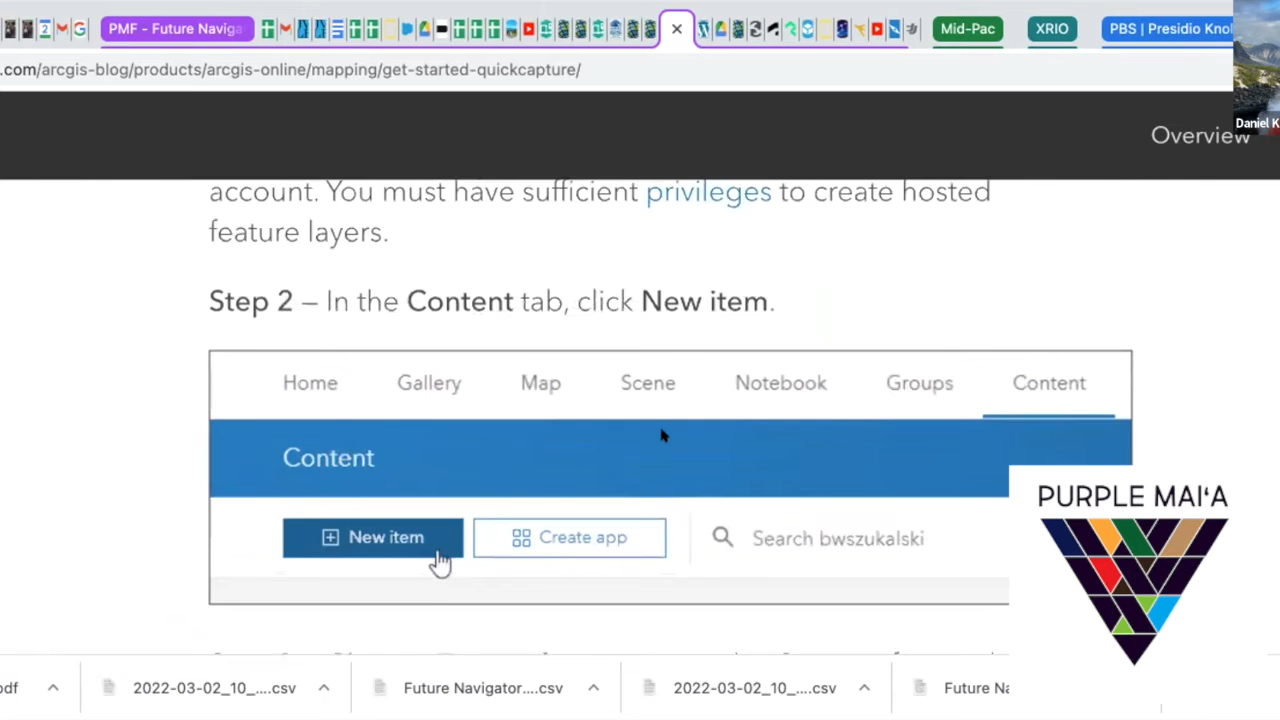 PMF - Future Naviga
Mid-Pac
XRIO
PBS | Presidio Knol
.com/arcgis-blog/products/arcgis-online/mapping/get-started-quickcapture/
Daniel K
Overview
account. You must have sufficient privileges to create hosted
feature layers.
Step 2 – In the Content tab, click New item.
Home Gallery Map Scene Notebook Groups Content
Content
New item
Create app
Search bwszukalski
PURPLE MAIʻA
odf
2022-03-02_10_....csv
Future Navigator....csv
2022-03-02_10_....csv
Future Na